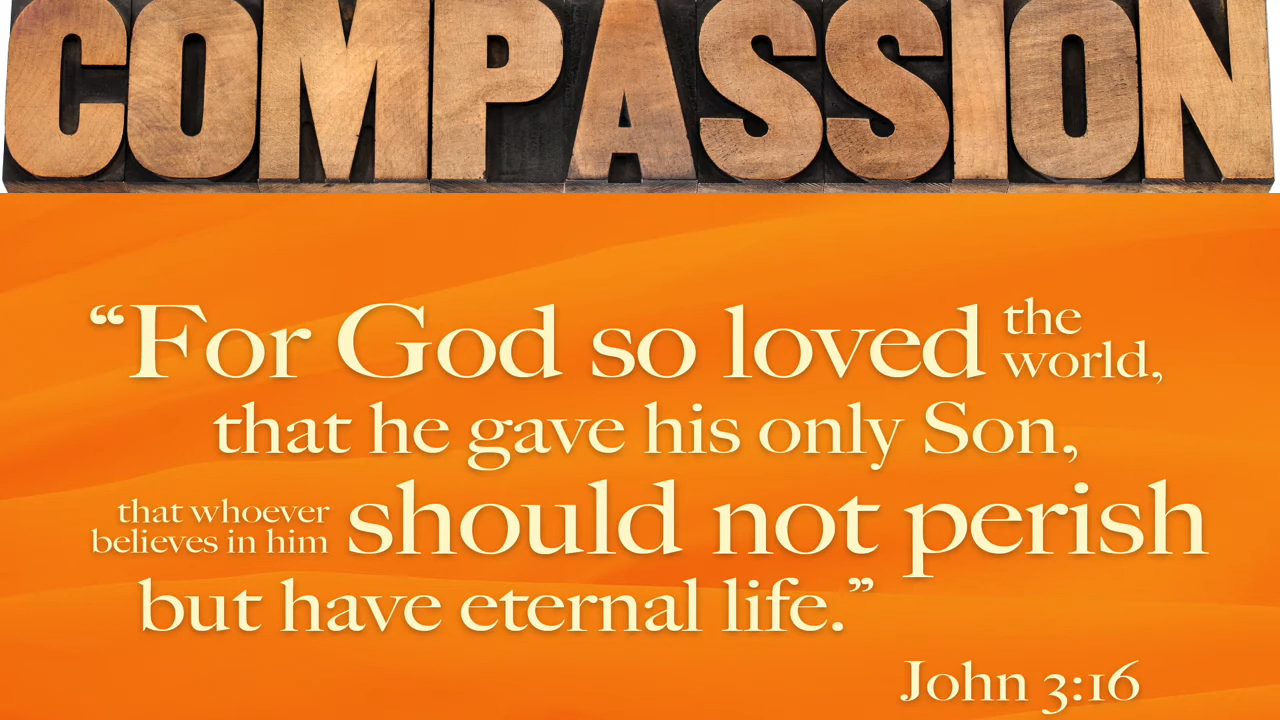 COMPASSION
“For God so loved the world,
that he gave his only Son,
that whoever believes in him should not perish
but have eternal life.”
John 3:16